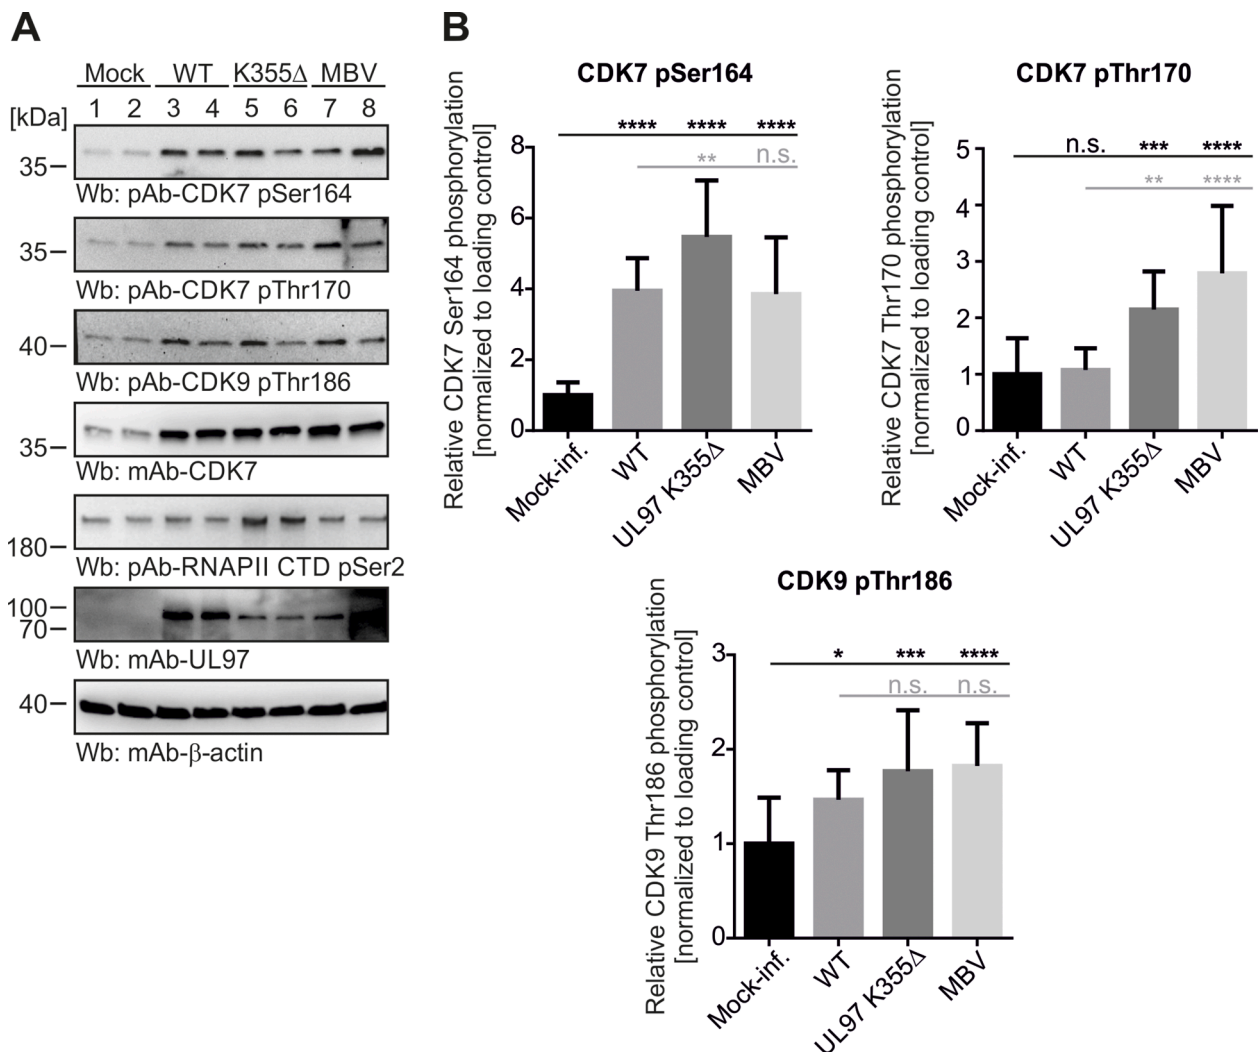 A
Mock WT K355Δ MBV
[kDa] 1 2 3 4 5 6 7 8
35
Wb: pAb-CDK7 pSer164
35
Wb: pAb-CDK7 pThr170
40
Wb: pAb-CDK9 pThr186
35
Wb: mAb-CDK7
180
Wb: pAb-RNAPII CTD pSer2
100
70
Wb: mAb-UL97
40
Wb: mAb-β-actin
B
CDK7 pSer164
Relative CDK7 Ser164 phosphorylation
[normalized to loading control]
**** **** ****
** n.s.
8
6
4
2
0
Mock-inf.
WT
UL97 K355Δ
MBV
CDK7 pThr170
Relative CDK7 Thr170 phosphorylation
[normalized to loading control]
n.s. *** ****
** ****
5
4
3
2
1
0
Mock-inf.
WT
UL97 K355Δ
MBV
CDK9 pThr186
Relative CDK9 Thr186 phosphorylation
[normalized to loading control]
* *** ****
n.s. n.s.
3
2
1
0
Mock-inf.
WT
UL97 K355Δ
MBV